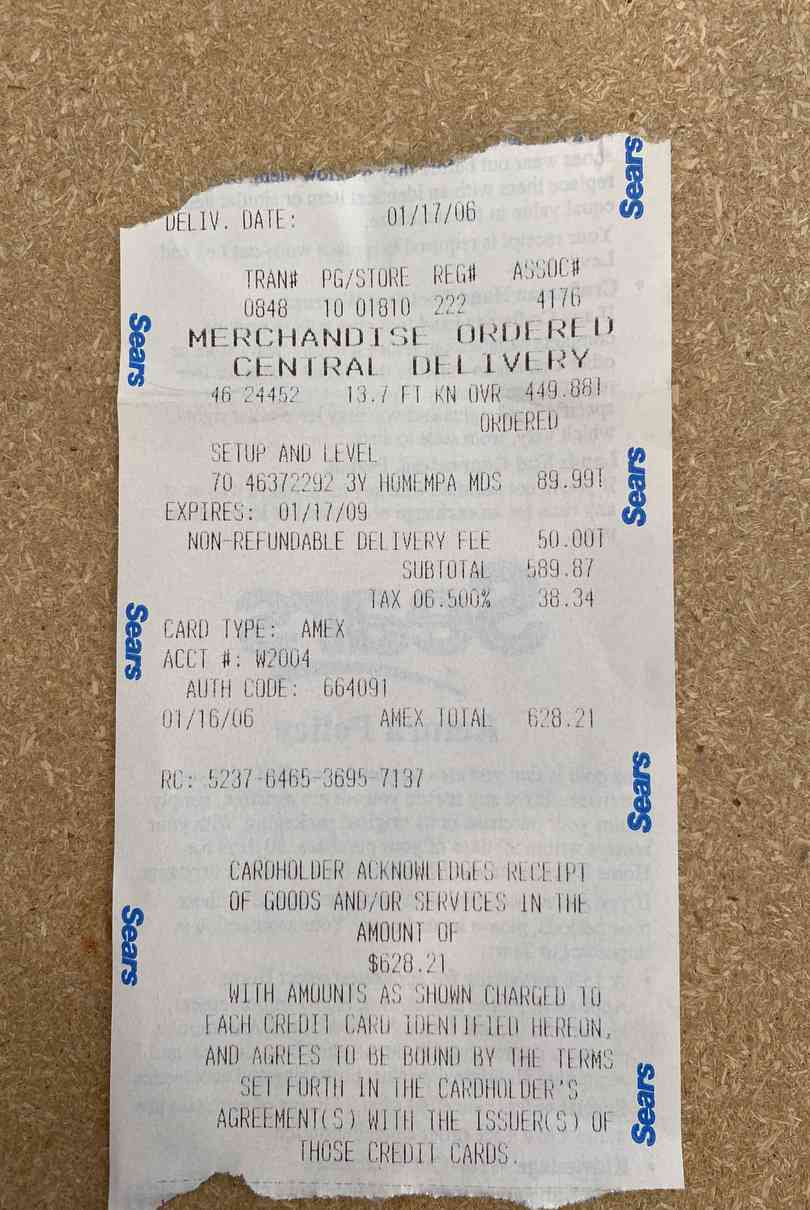 DELIV. DATE: 01/17/06
TRAN# PG/STORE REG# ASSOC#
0848 10 01810 222 4176
MERCHANDISE ORDERED
CENTRAL DELIVERY
46 24452 13.7 FT KN OVR 449.88T
ORDERED
SETUP AND LEVEL
70 46372292 3Y HOMEMPA MDS 89.99T
EXPIRES: 01/17/09
NON-REFUNDABLE DELIVERY FEE 50.00T
SUBTOTAL 589.87
TAX 06.500% 38.34
CARD TYPE: AMEX
ACCT #: W2004
AUTH CODE: 664091
01/16/06 AMEX TOTAL 628.21
RC: 5237-6465-3695-7137
CARDHOLDER ACKNOWLEDGES RECEIPT
OF GOODS AND/OR SERVICES IN THE
AMOUNT OF
$628.21
WITH AMOUNTS AS SHOWN CHARGED TO
EACH CREDIT CARD IDENTIFIED HEREON,
AND AGREES TO BE BOUND BY THE TERMS
SET FORTH IN THE CARDHOLDER'S
AGREEMENT(S) WITH THE ISSUER(S) OF
THOSE CREDIT CARDS.
Sears
Sears
Sears
Sears
Sears
Sears
Sears